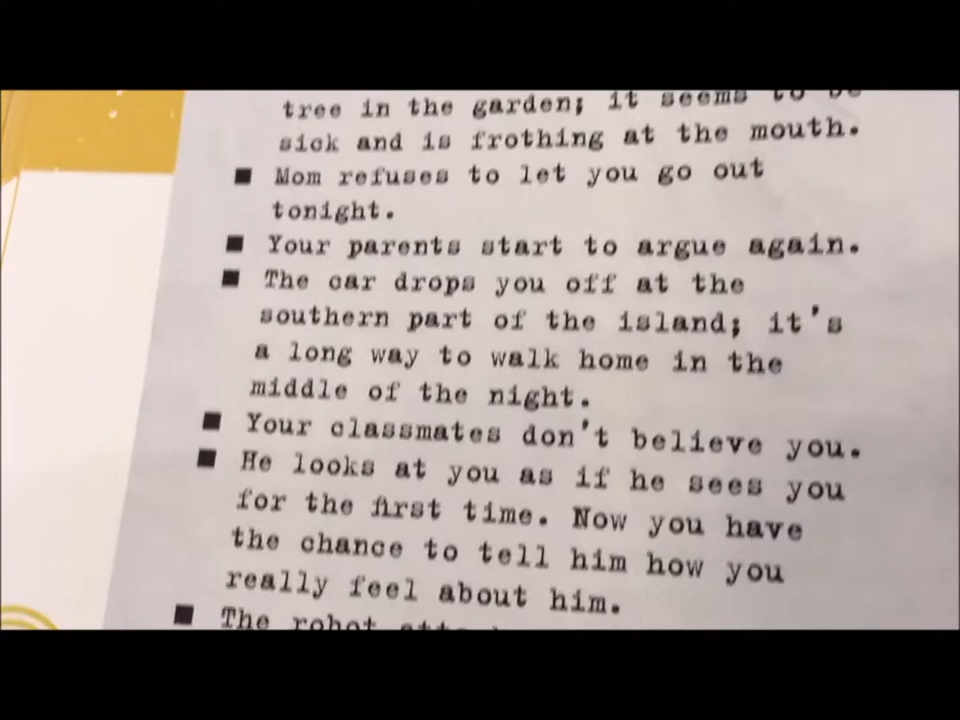 tree in the garden; it seems to be
sick and is frothing at the mouth.
■ Mom refuses to let you go out
tonight.
■ Your parents start to argue again.
■ The car drops you off at the
southern part of the island; it's
a long way to walk home in the
middle of the night.
■ Your classmates don't believe you.
■ He looks at you as if he sees you
for the first time. Now you have
the chance to tell him how you
really feel about him.
■ The robot